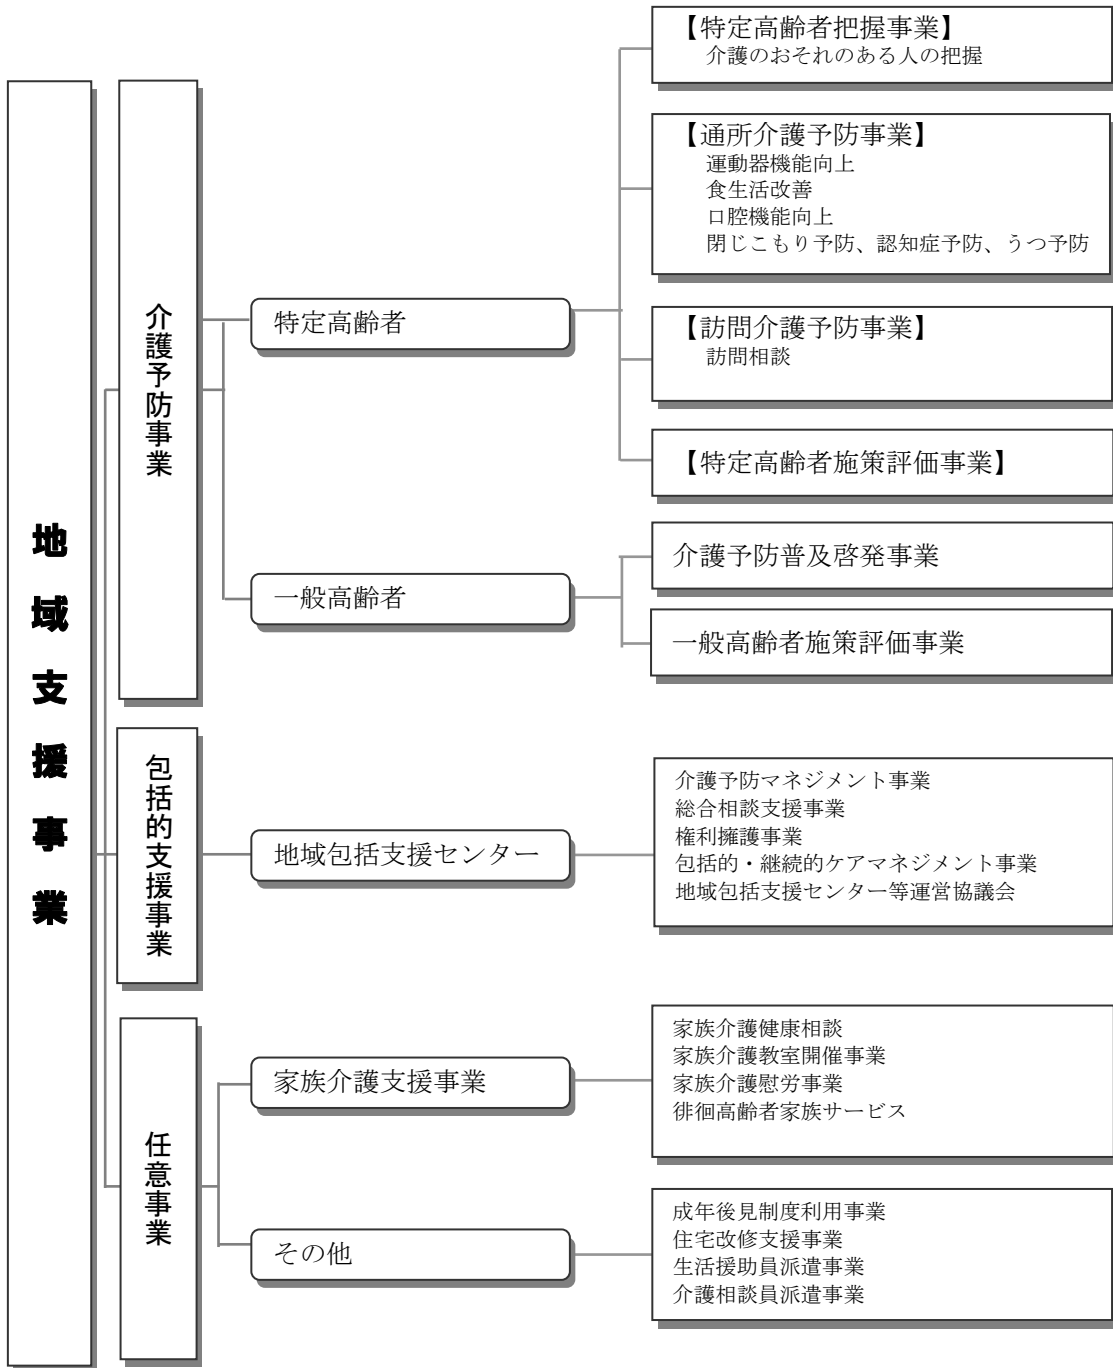 地域支援事業
介護予防事業
特定高齢者
【特定高齢者把握事業】
介護のおそれのある人の把握
【通所介護予防事業】
運動器機能向上
食生活改善
口腔機能向上
閉じこもり予防、認知症予防、うつ予防
【訪問介護予防事業】
訪問相談
【特定高齢者施策評価事業】
一般高齢者
介護予防普及啓発事業
一般高齢者施策評価事業
包括的支援事業
地域包括支援センター
介護予防マネジメント事業
総合相談支援事業
権利擁護事業
包括的・継続的ケアマネジメント事業
地域包括支援センター等運営協議会
任意事業
家族介護支援事業
家族介護健康相談
家族介護教室開催事業
家族介護慰労事業
徘徊高齢者家族サービス
その他
成年後見制度利用事業
住宅改修支援事業
生活援助員派遣事業
介護相談員派遣事業